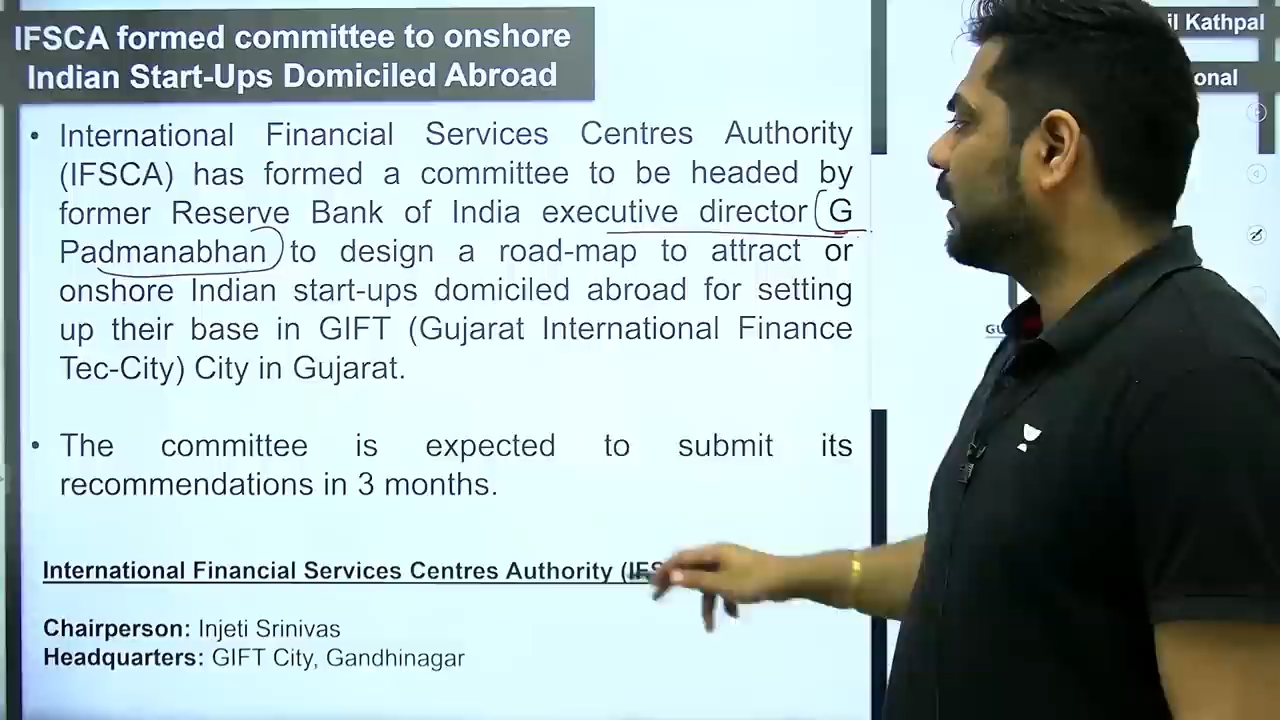 IFSCA formed committee to onshore
Indian Start-Ups Domiciled Abroad
il Kathpal
onal
• International Financial Services Centres Authority
(IFSCA) has formed a committee to be headed by
former Reserve Bank of India executive director G
Padmanabhan to design a road-map to attract or
onshore Indian start-ups domiciled abroad for setting
up their base in GIFT (Gujarat International Finance
Tec-City) City in Gujarat.
• The committee is expected to submit its
recommendations in 3 months.
International Financial Services Centres Authority (IFS
Chairperson: Injeti Srinivas
Headquarters: GIFT City, Gandhinagar